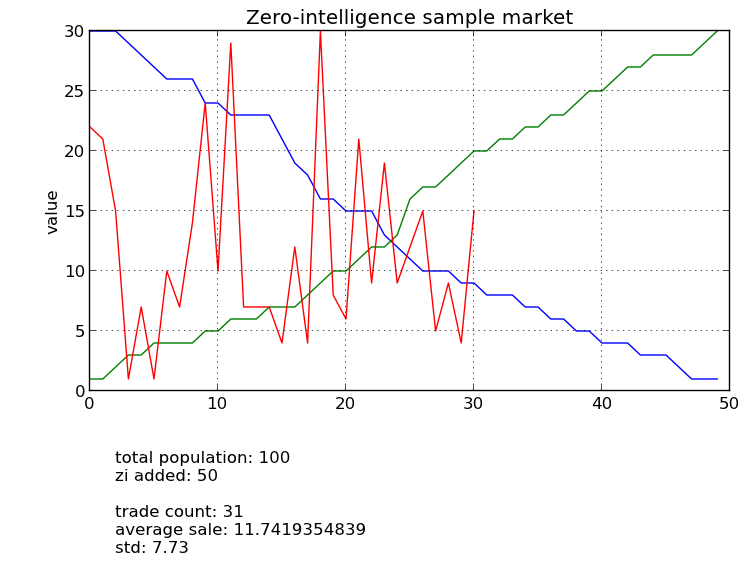 Zero-intelligence sample market
30
25
20
15
10
5
0
value
0 10 20 30 40 50
total population: 100
zi added: 50
trade count: 31
average sale: 11.7419354839
std: 7.73